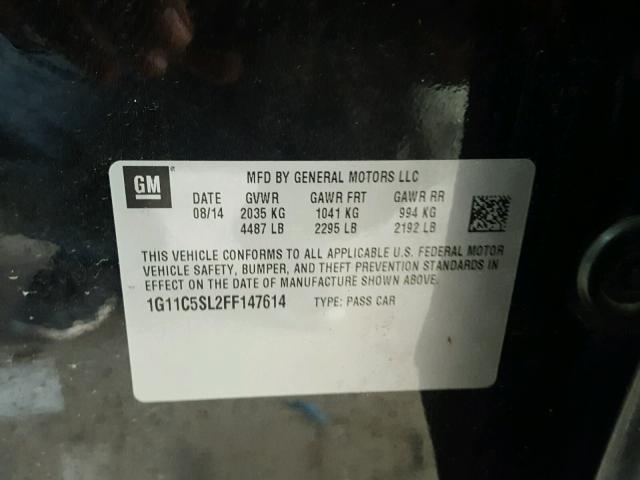 GM
MFD BY GENERAL MOTORS LLC
DATE GVWR GAWR FRT GAWR RR
08/14 2035 KG 1041 KG 994 KG
4487 LB 2295 LB 2192 LB
THIS VEHICLE CONFORMS TO ALL APPLICABLE U.S. FEDERAL MOTOR
VEHICLE SAFETY, BUMPER, AND THEFT PREVENTION STANDARDS IN
EFFECT ON THE DATE OF MANUFACTURE SHOWN ABOVE.
1G11C5SL2FF147614 TYPE: PASS CAR